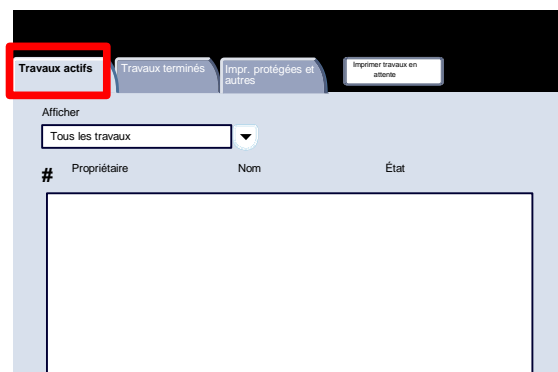 Travaux actifs
Travaux terminés
Impr. protégées et
autres
Imprimer travaux en
attente
Afficher
Tous les travaux
# Propriétaire Nom État